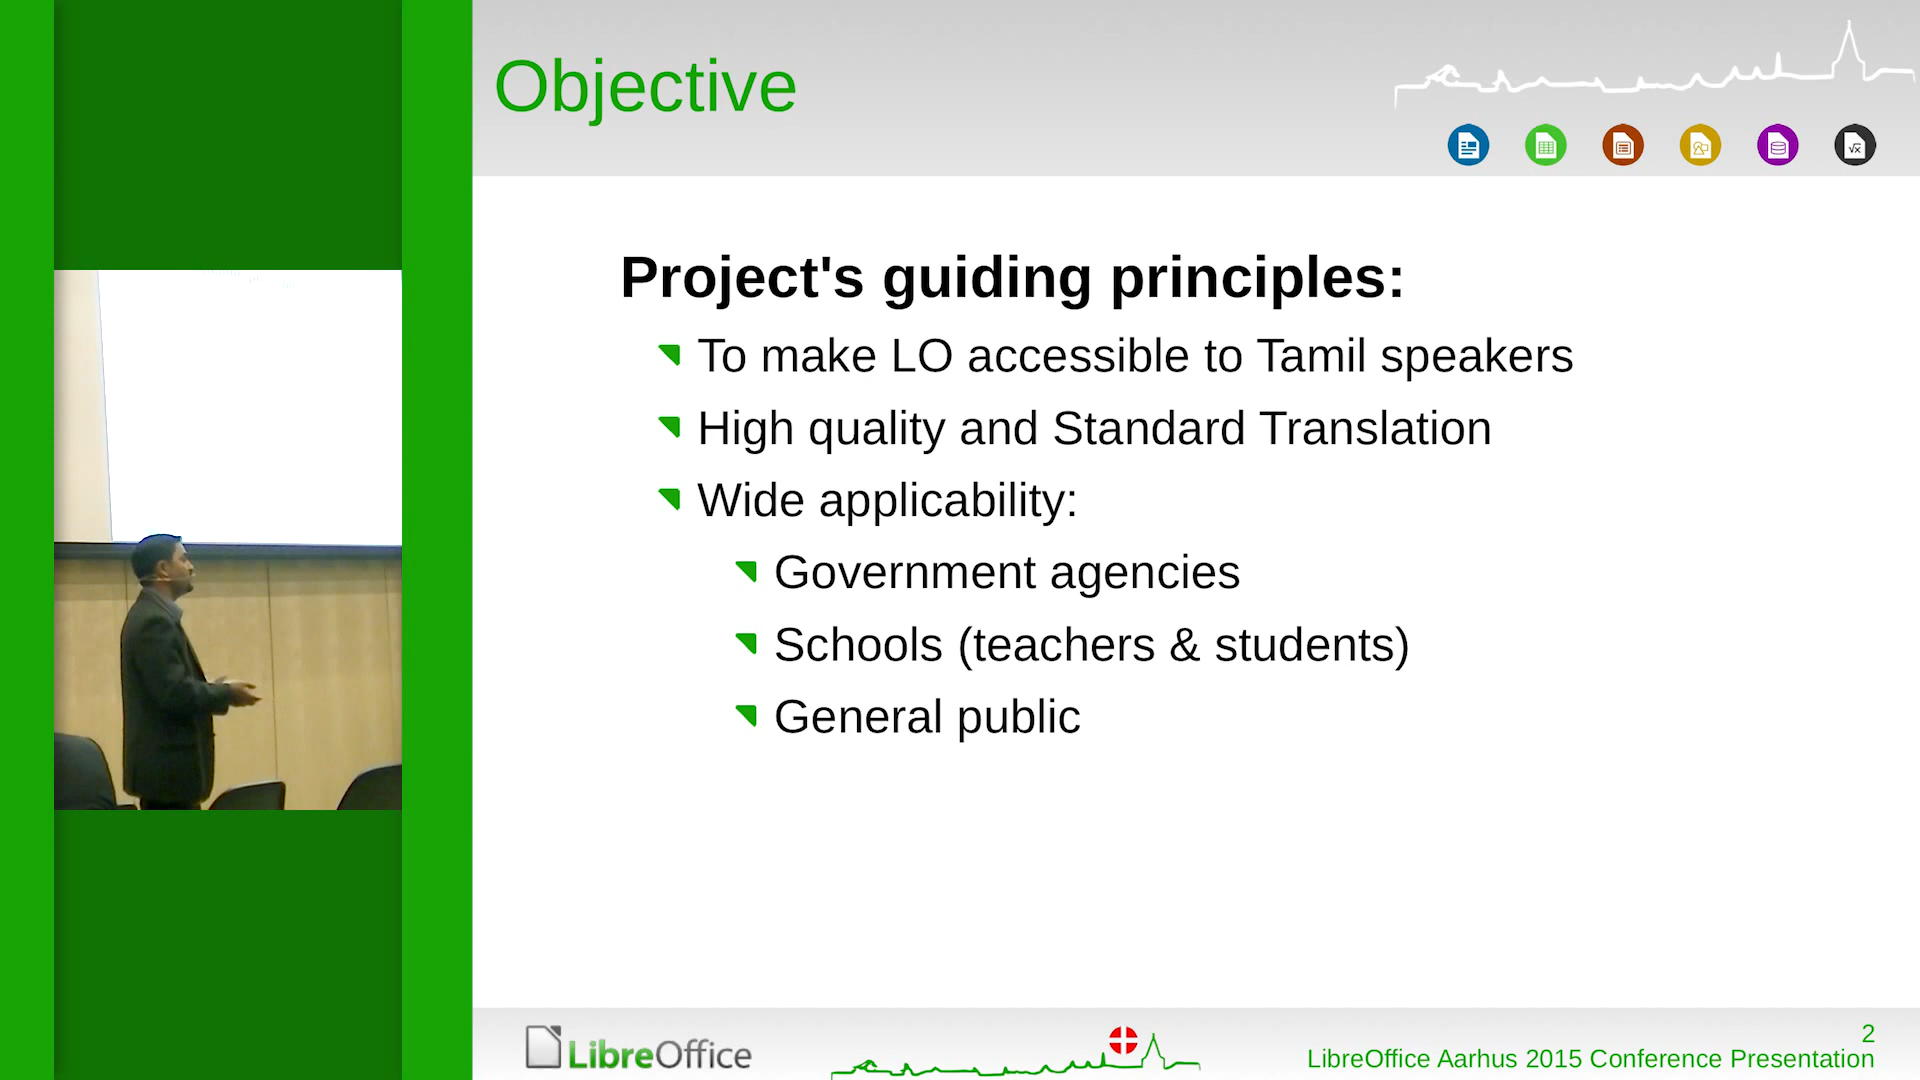 Objective
Project's guiding principles:
To make LO accessible to Tamil speakers
High quality and Standard Translation
Wide applicability:
Government agencies
Schools (teachers & students)
General public
LibreOffice
2
LibreOffice Aarhus 2015 Conference Presentation